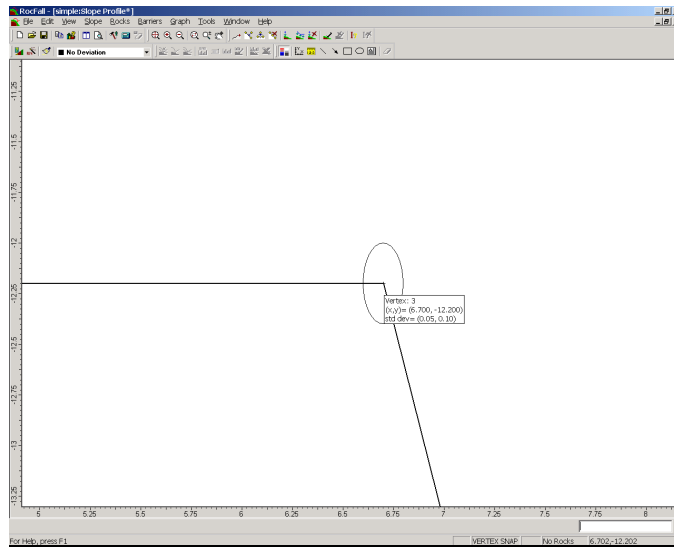 RocFall - [simple:Slope Profile*]
File Edit View Slope Rocks Barriers Graph Tools Window Help
No Deviation
-11.25
-11.5
-11.75
-12
-12.25
-12.5
-12.75
-13
-13.25
Vertex: 3
(x,y)= (6.700, -12.200)
std dev= (0.05, 0.10)
5 5.25 5.5 5.75 6 6.25 6.5 6.75 7 7.25 7.5 7.75 8
For Help, press F1 VERTEX SNAP No Rocks 6.702,-12.202